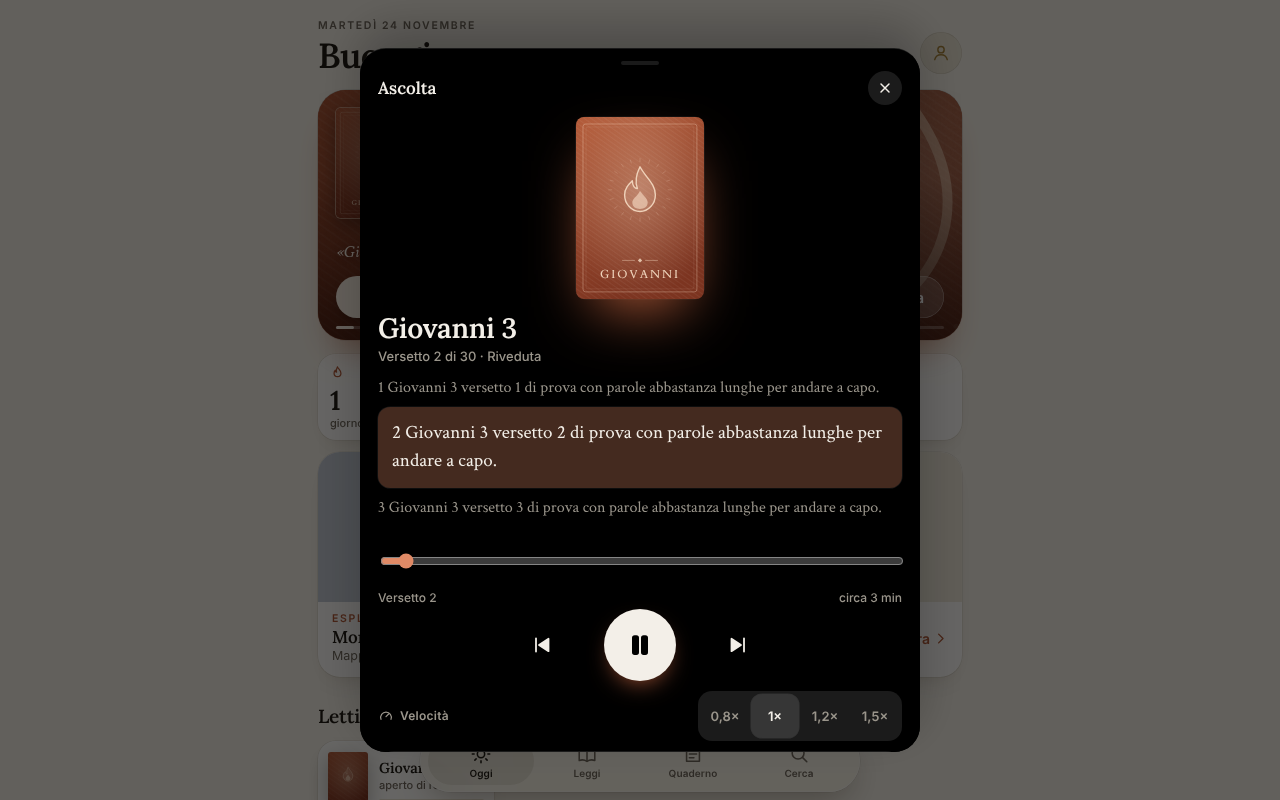 MARTEDÌ 24 NOVEMBRE
Ascolta
GIOVANNI
Giovanni 3
Versetto 2 di 30 · Riveduta
1 Giovanni 3 versetto 1 di prova con parole abbastanza lunghe per andare a capo.
2 Giovanni 3 versetto 2 di prova con parole abbastanza lunghe per
andare a capo.
3 Giovanni 3 versetto 3 di prova con parole abbastanza lunghe per andare a capo.
Versetto 2
circa 3 min
Velocità
0,8×
1×
1,2×
1,5×
1
Oggi
Leggi
Quaderno
Cerca
aperto di